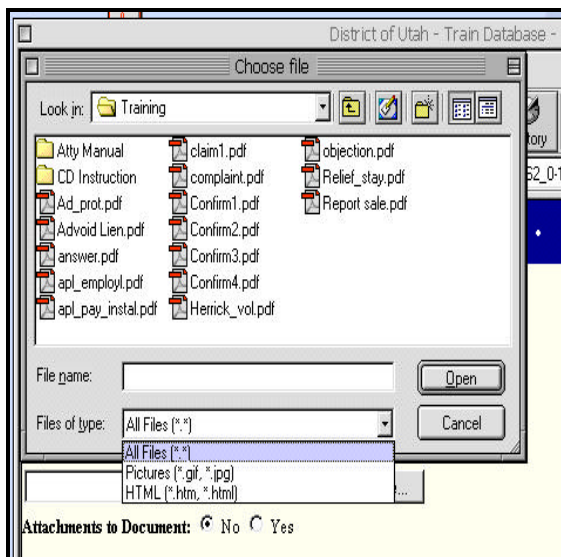 District of Utah - Train Database -
Choose file
Look in: Training
tory
Atty Manual claim1.pdf objection.pdf
62_0-1
CD Instruction complaint.pdf Relief_stay.pdf
Ad_prot.pdf Confirm1.pdf Report sale.pdf
Advoid Lien.pdf Confirm2.pdf
answer.pdf Confirm3.pdf
apl_employl.pdf Confirm4.pdf
apl_pay_instal.pdf Herrick_vol.pdf
File name: Open
Files of type: All Files (*.*) Cancel
All Files (*.*)
Pictures (*.gif, *.jpg)
HTML (*.htm, *.html)
...
Attachments to Document: No Yes